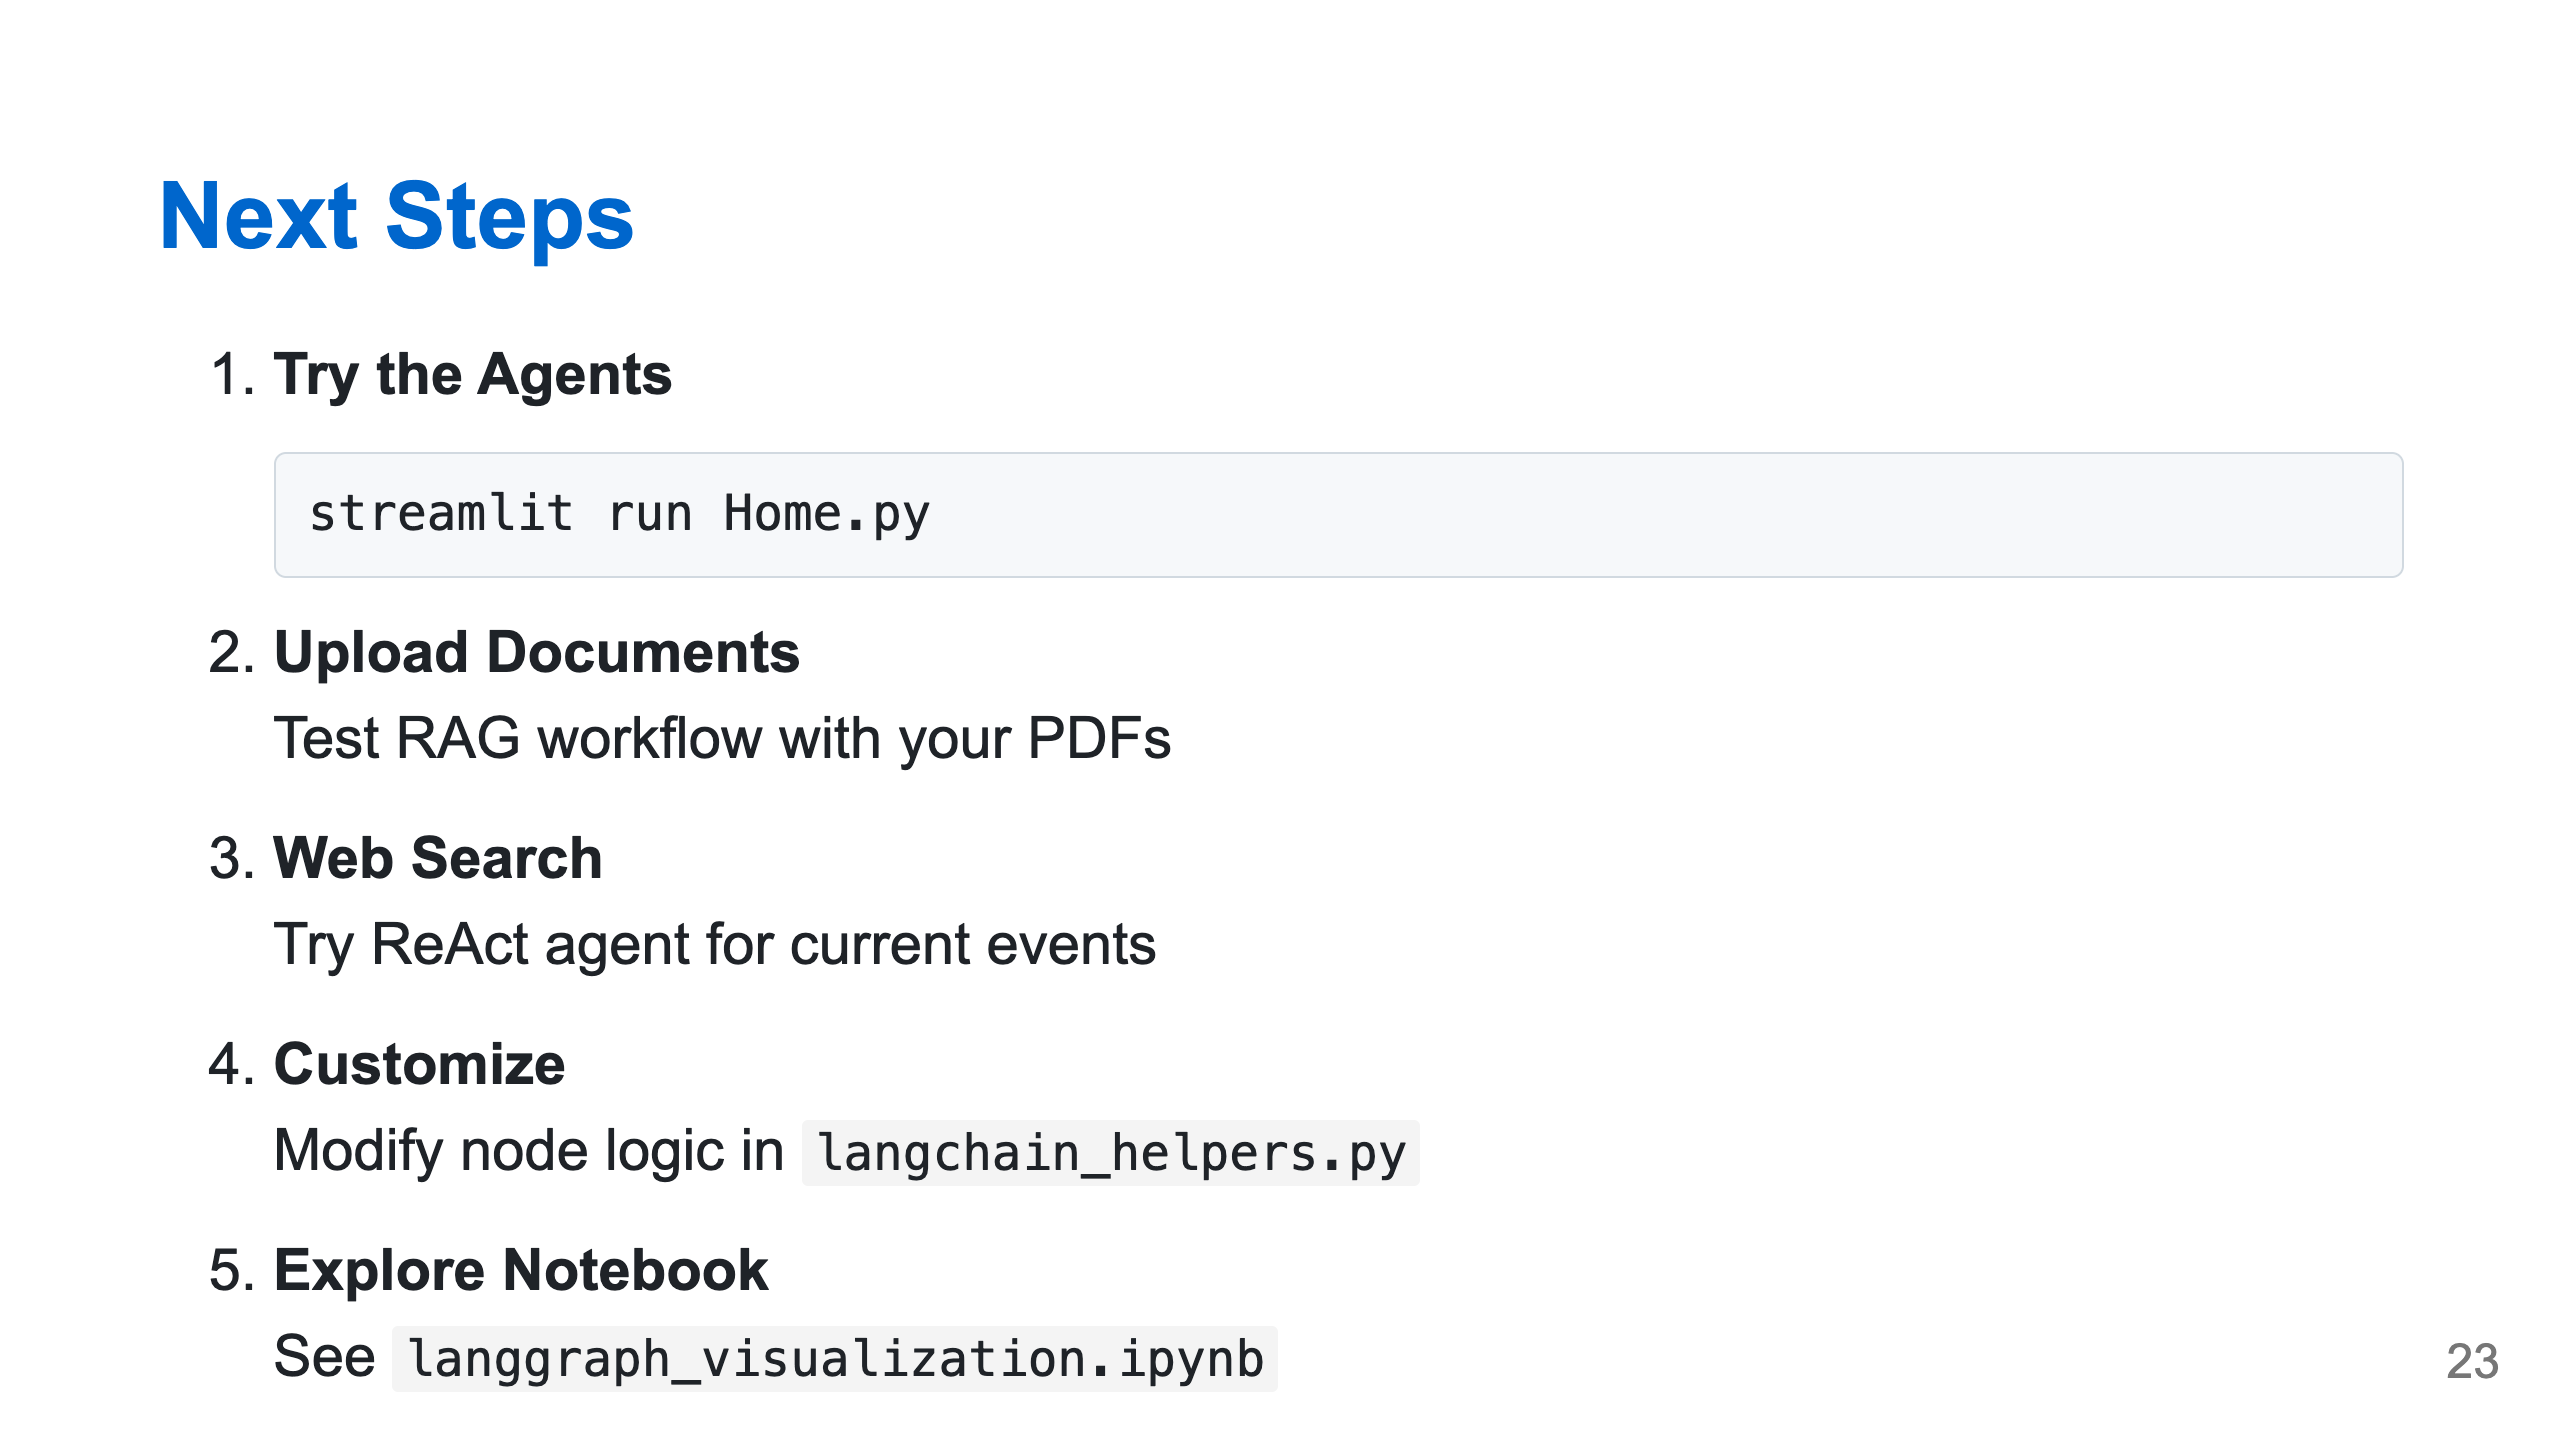 Next Steps
1. Try the Agents
streamlit run Home.py
2. Upload Documents
Test RAG workflow with your PDFs
3. Web Search
Try ReAct agent for current events
4. Customize
Modify node logic in langchain_helpers.py
5. Explore Notebook
See langgraph_visualization.ipynb
23